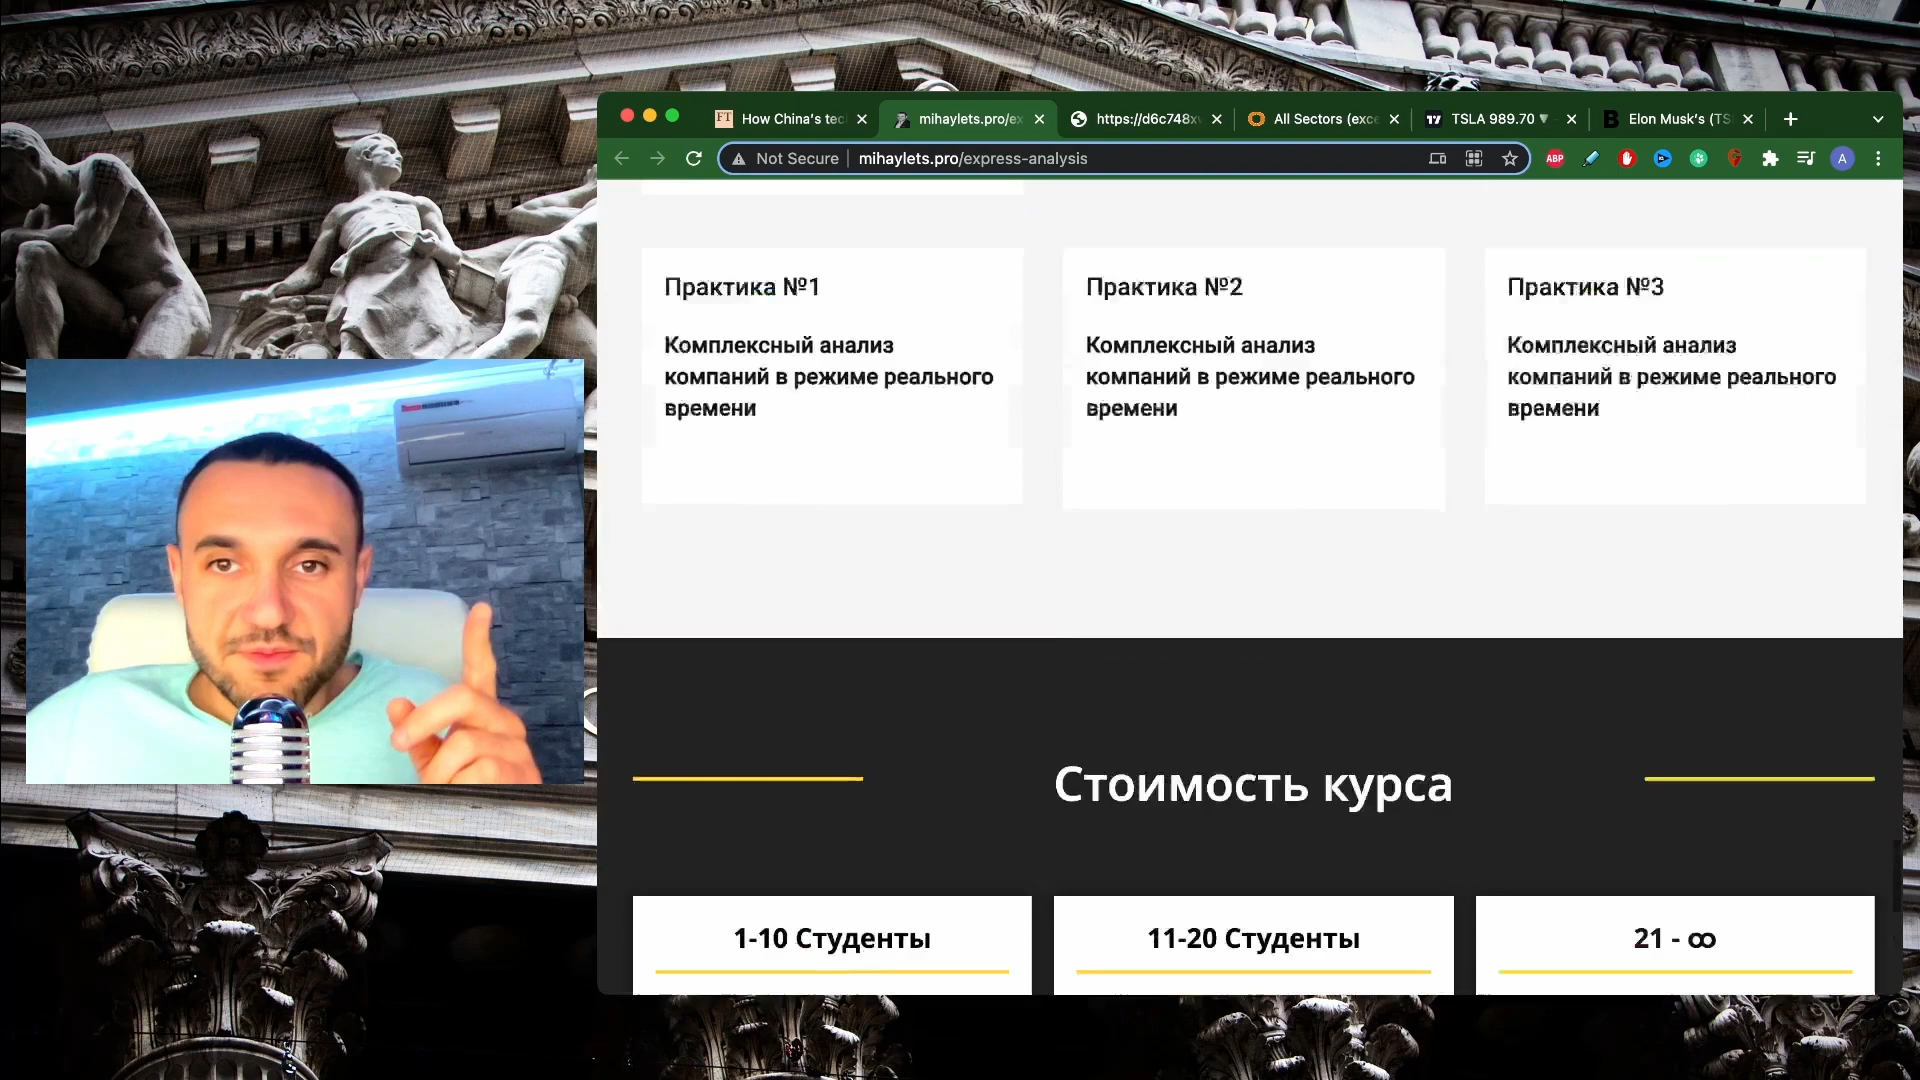 How China's tec
mihaylets.pro/ex
https://d6c748x
All Sectors (exce
TSLA 989.70 ▼
Elon Musk's (TS
Not Secure
mihaylets.pro/express-analysis
ABP
A
Практика №1
Комплексный анализ
компаний в режиме реального
времени
Практика №2
Комплексный анализ
компаний в режиме реального
времени
Практика №3
Комплексный анализ
компаний в режиме реального
времени
Стоимость курса
1-10 Студенты
11-20 Студенты
21 - ∞